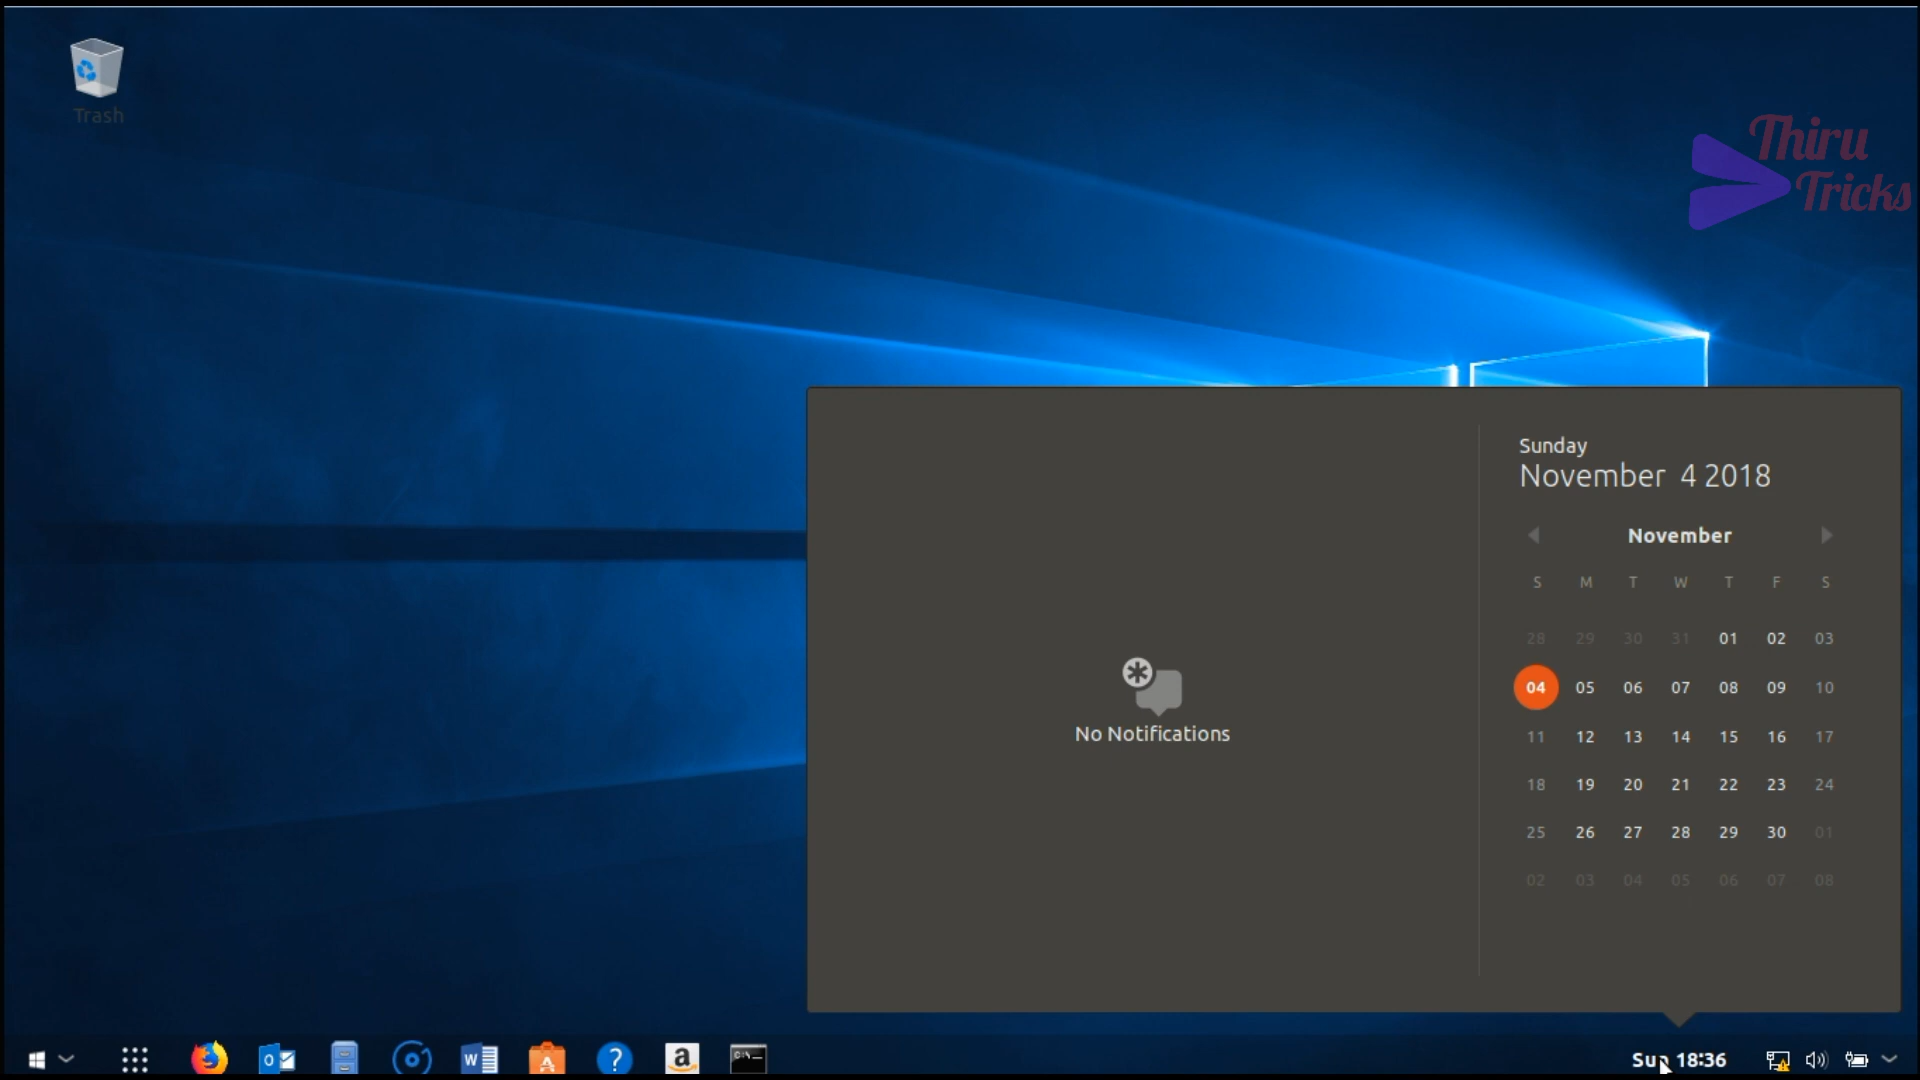 Trash
Thiru
Tricks
Sunday
November 4 2018
November
S M T W T F S
28 29 30 31 01 02 03
04 05 06 07 08 09 10
11 12 13 14 15 16 17
18 19 20 21 22 23 24
25 26 27 28 29 30 01
02 03 04 05 06 07 08
No Notifications
O
W
A
?
a
C:\
Sun 18:36